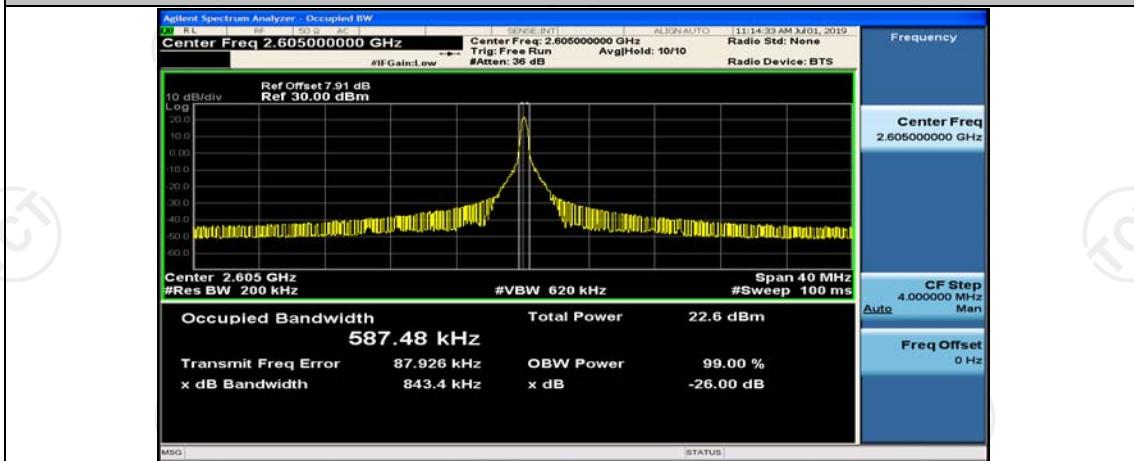 Agilent Spectrum Analyzer - Occupied BW
RL RF 50 Ω AC SENSE:INT ALIGN AUTO 11:14:33 AM Jul 01, 2019
Center Freq 2.605000000 GHz
Center Freq: 2.605000000 GHz
Radio Std: None
Trig: Free Run Avg|Hold: 10/10
#IFGain:Low #Atten: 36 dB Radio Device: BTS
Ref Offset 7.91 dB
10 dB/div Ref 30.00 dBm
Log
20.0
10.0
0.00
-10.0
-20.0
-30.0
-40.0
-50.0
-60.0
Center 2.605 GHz Span 40 MHz
#Res BW 200 kHz #VBW 620 kHz #Sweep 100 ms
Occupied Bandwidth Total Power 22.6 dBm
587.48 kHz
Transmit Freq Error 87.926 kHz OBW Power 99.00 %
x dB Bandwidth 843.4 kHz x dB -26.00 dB
MSG STATUS
Frequency
Center Freq
2.605000000 GHz
CF Step
4.000000 MHz
Auto Man
Freq Offset
0 Hz
TCT